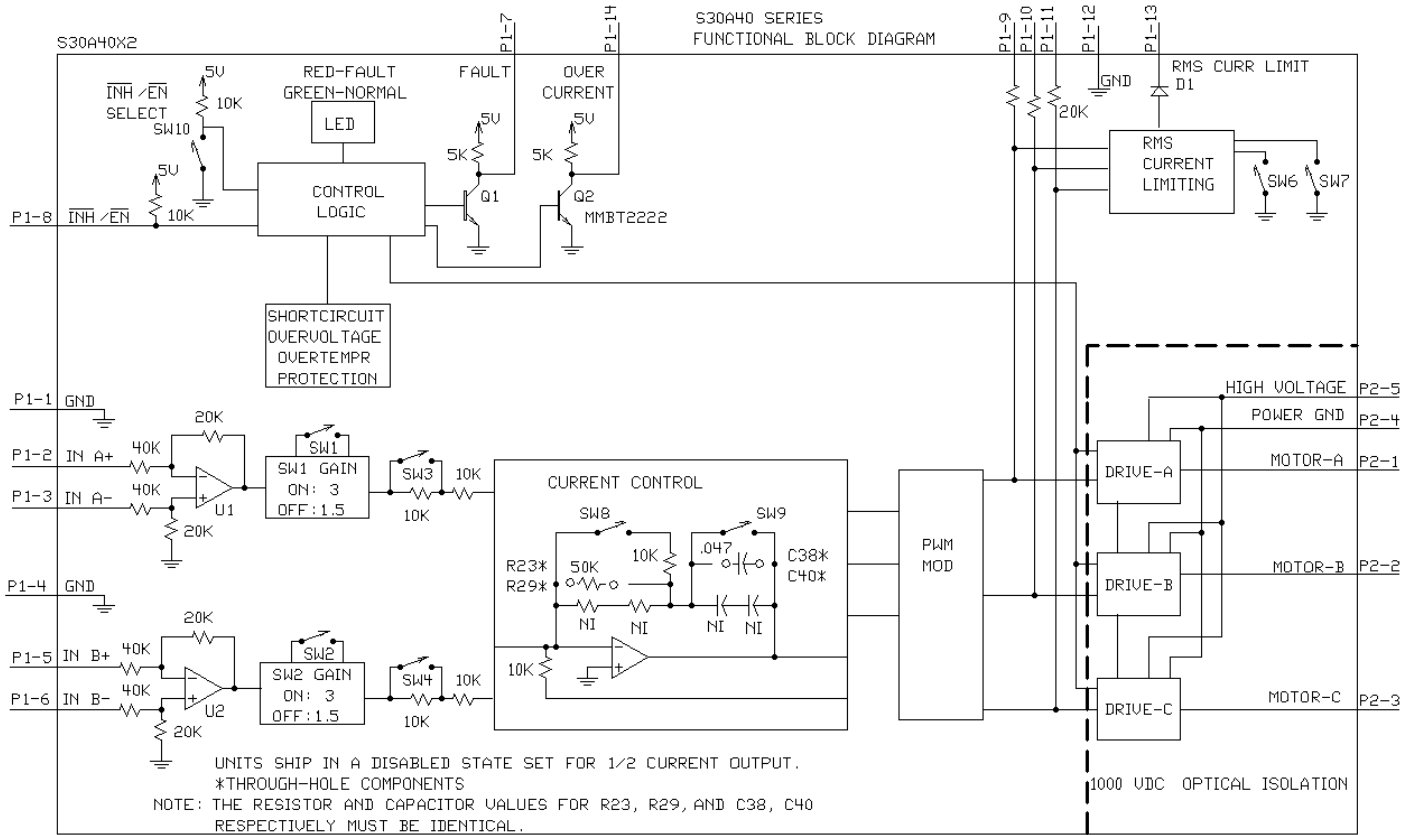 S30A40 SERIES
FUNCTIONAL BLOCK DIAGRAM
S30A40X2
P1-7
P1-14
P1-9
P1-10
P1-11
P1-12
P1-13
5V
INH/EN
SELECT
10K
SW10
5V
10K
P1-8
INH/EN
RED-FAULT
GREEN-NORMAL
LED
CONTROL
LOGIC
FAULT
5V
5K
Q1
OVER
CURRENT
5V
5K
Q2
MMBT2222
20K
GND
RMS CURR LIMIT
D1
RMS
CURRENT
LIMITING
SW6
SW7
SHORTCIRCUIT
OVERVOLTAGE
OVERTEMPR
PROTECTION
P1-1
GND
P1-2
IN A+
40K
20K
P1-3
IN A-
40K
U1
20K
SW1
SW1 GAIN
ON: 3
OFF:1.5
SW3
10K
10K
P1-4
GND
P1-5
IN B+
40K
20K
P1-6
IN B-
40K
U2
20K
SW2
SW2 GAIN
ON: 3
OFF:1.5
SW4
10K
10K
CURRENT CONTROL
SW8
SW9
10K
.047
R23*
R29*
50K
C38*
C40*
NI
NI
NI
NI
10K
PWM
MOD
HIGH VOLTAGE
P2-5
POWER GND
P2-4
DRIVE-A
MOTOR-A
P2-1
DRIVE-B
MOTOR-B
P2-2
DRIVE-C
MOTOR-C
P2-3
1000 VDC OPTICAL ISOLATION
UNITS SHIP IN A DISABLED STATE SET FOR 1/2 CURRENT OUTPUT.
*THROUGH-HOLE COMPONENTS
NOTE: THE RESISTOR AND CAPACITOR VALUES FOR R23, R29, AND C38, C40
RESPECTIVELY MUST BE IDENTICAL.